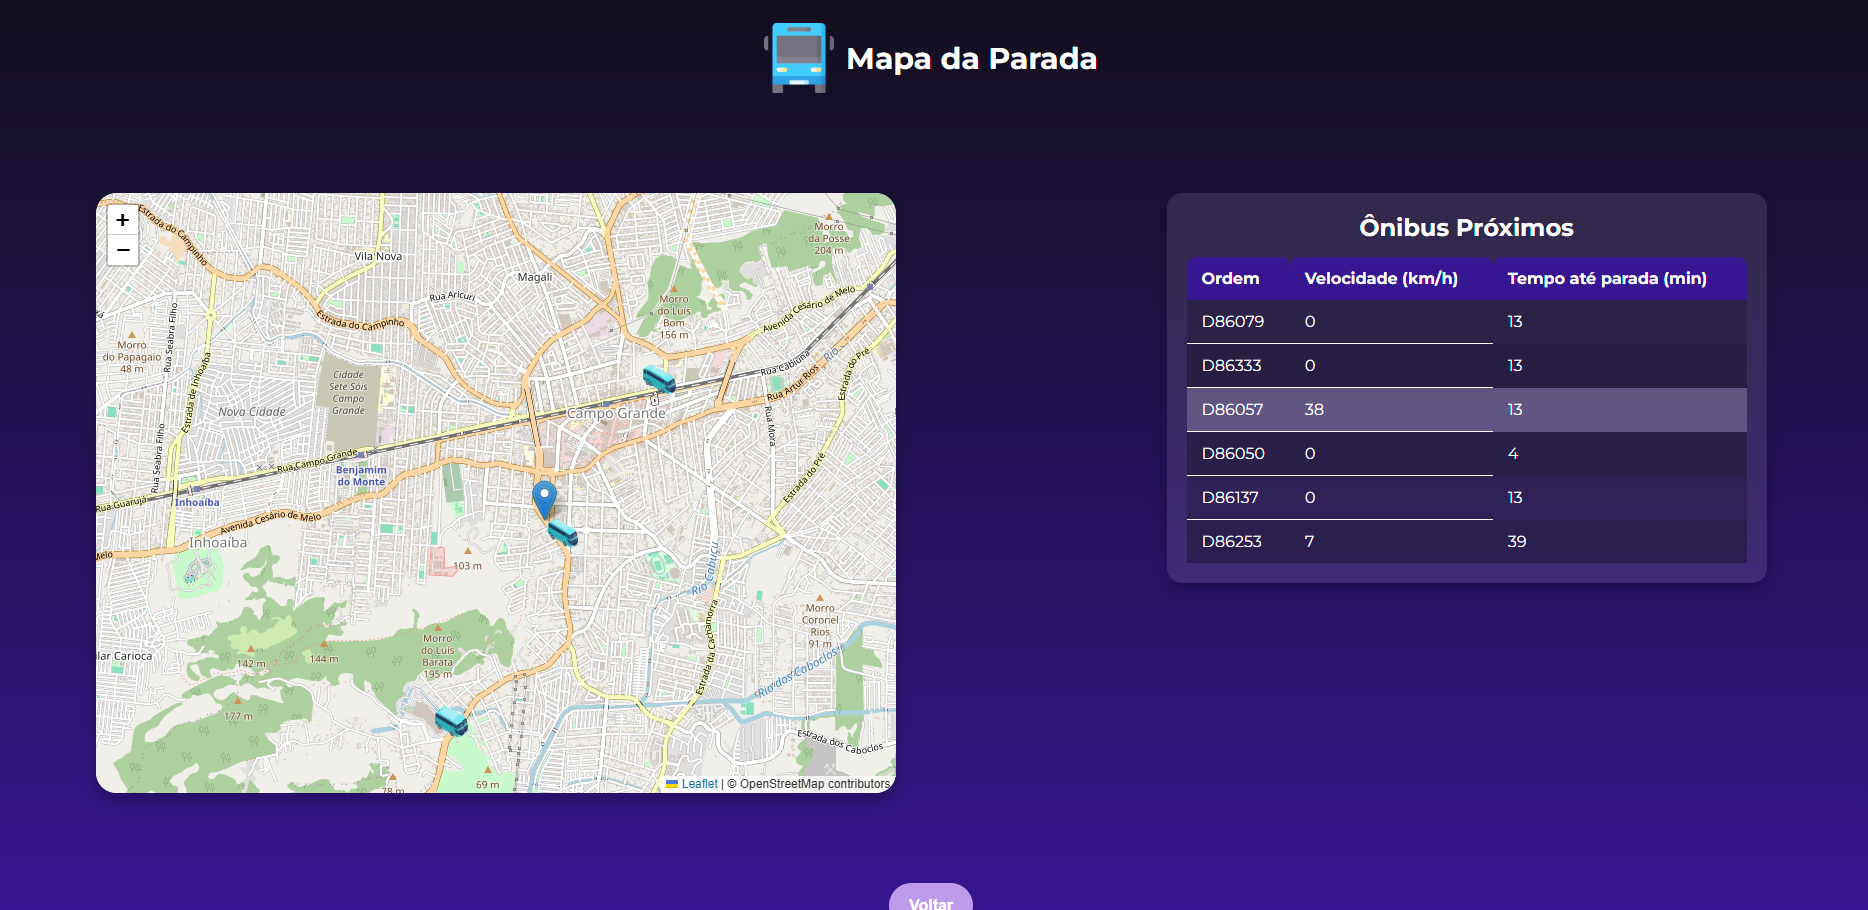 Mapa da Parada
+
−
Estrada do Campinho
Vila Nova
Magali
Morro
da Posse
204 m
Rua Aricuri
Morro
do Luís
Bom
156 m
Avenida Cesário de Melo
Estrada do Campinho
Rua Seabra Filho
Morro
do Papagaio
48 m
Estrada de Inhoaíba
Cidade
Sete Sóis
Campo
Grande
Nova Cidade
Rua Cabiúna
Rio
Estrada do Pré
Rua Artur Rios
Campo Grande
Rua Mora
Rua Seabra Filho
Rua Campo Grande
Benjamim
do Monte
Estrada do Pré
Rua Guarujá
Inhoaíba
Avenida Cesário de Melo
Melo
Inhoaíba
103 m
Rio Cabuçu
Morro
Coronel
Rios
91 m
Estrada da Cachamorra
Morro
do Luís
Barata
195 m
ilar Carioca
142 m
144 m
Rio dos Caboclos
177 m
Estrada dos Caboclos
78 m
69 m
Leaflet | © OpenStreetMap contributors
Ônibus Próximos
Ordem Velocidade (km/h) Tempo até parada (min)
D86079 0 13
D86333 0 13
D86057 38 13
D86050 0 4
D86137 0 13
D86253 7 39
Voltar